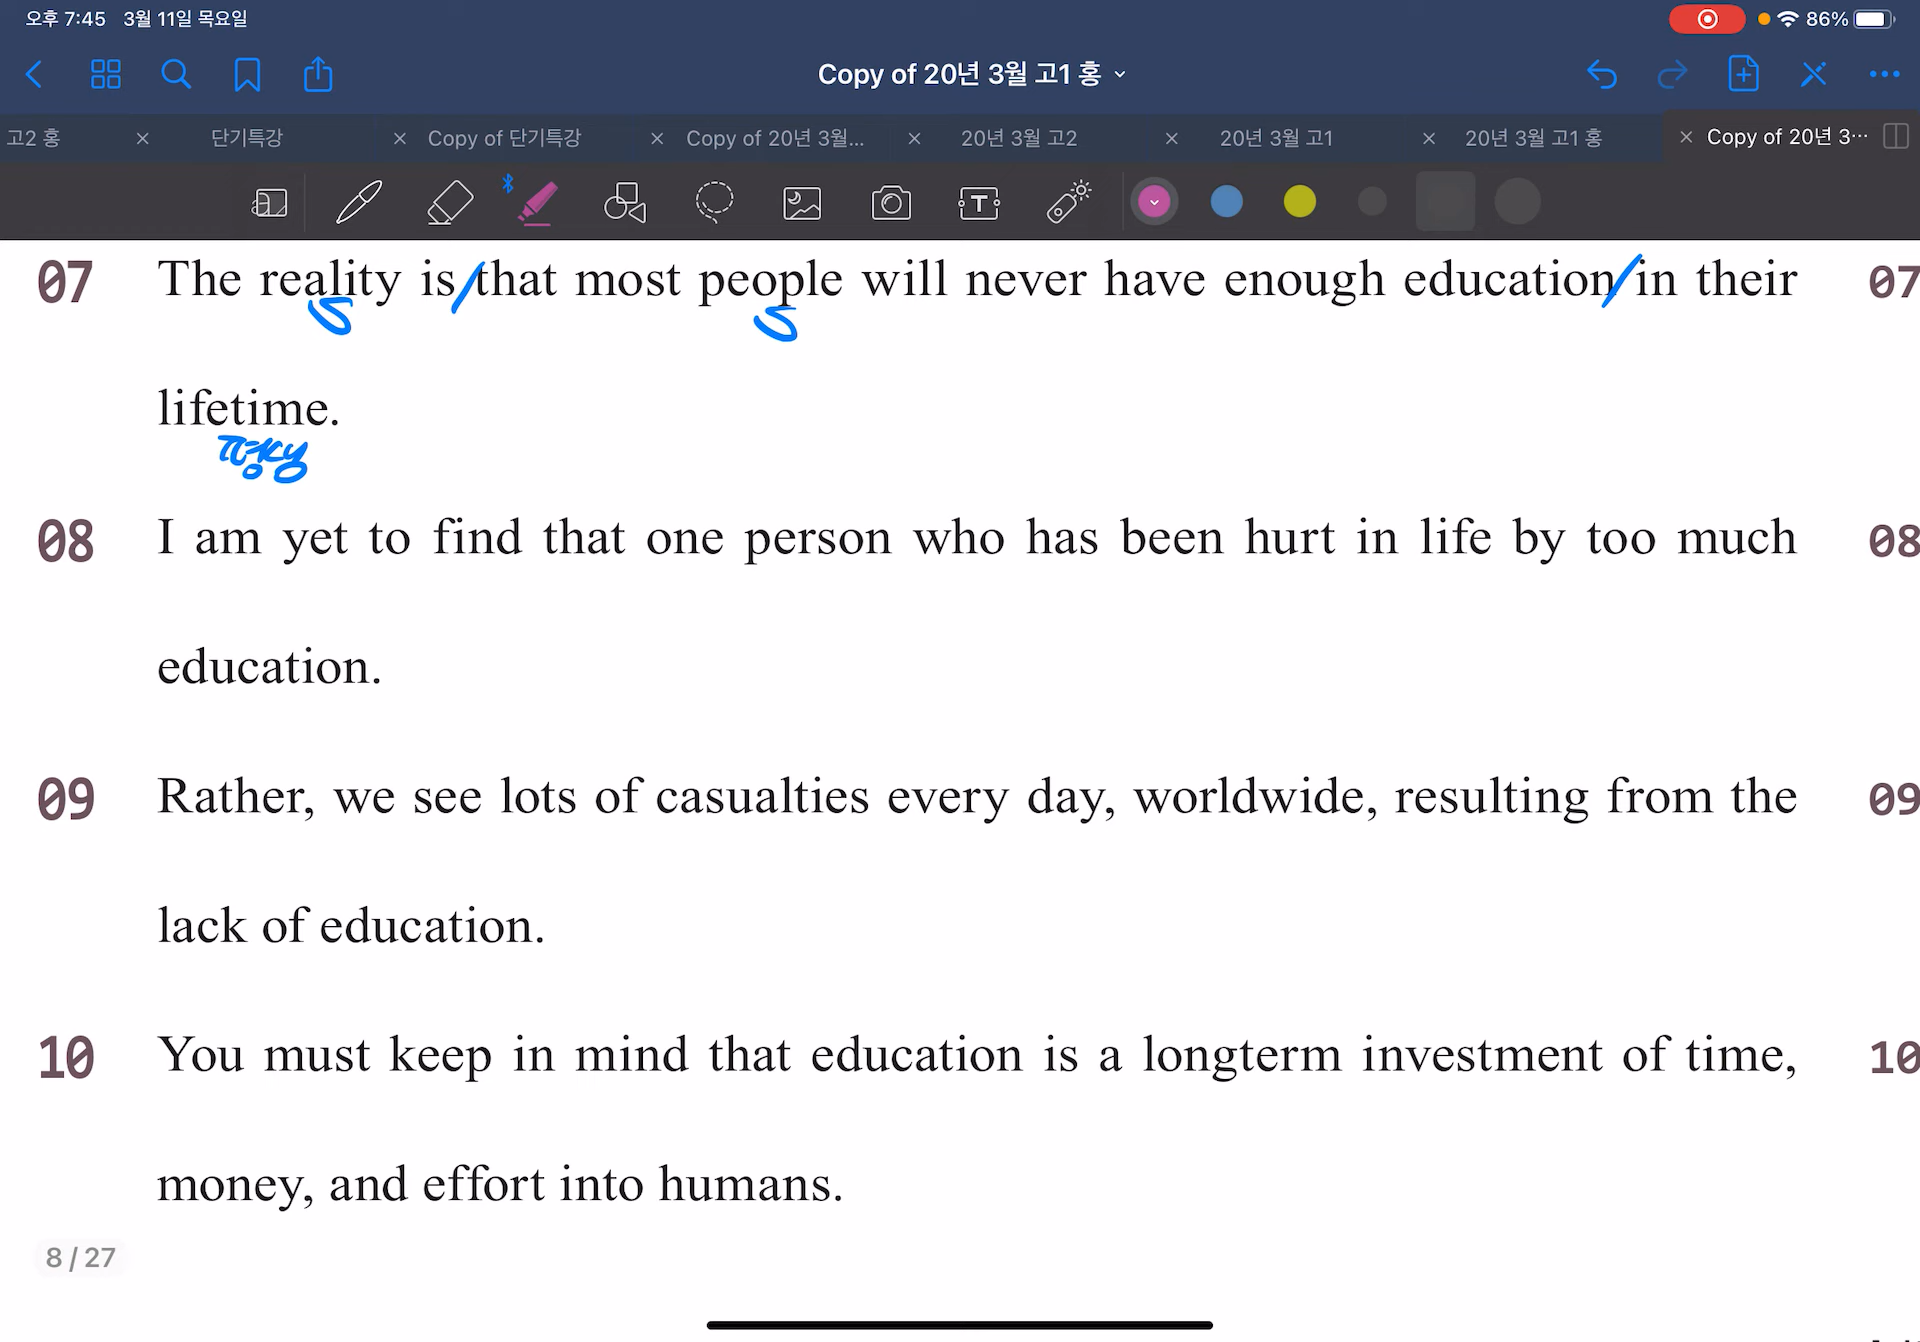 오후 7:45 3월 11일 목요일 86%
Copy of 20년 3월 고1 홍
고2 홍 단기특강 Copy of 단기특강 Copy of 20년 3월... 20년 3월 고2 20년 3월 고1 20년 3월 고1 홍 Copy of 20년 3...
07 The reality is that most people will never have enough education in their 07
S S
lifetime.
평생
08 I am yet to find that one person who has been hurt in life by too much 08
education.
09 Rather, we see lots of casualties every day, worldwide, resulting from the 09
lack of education.
10 You must keep in mind that education is a longterm investment of time, 10
money, and effort into humans.
8 / 27